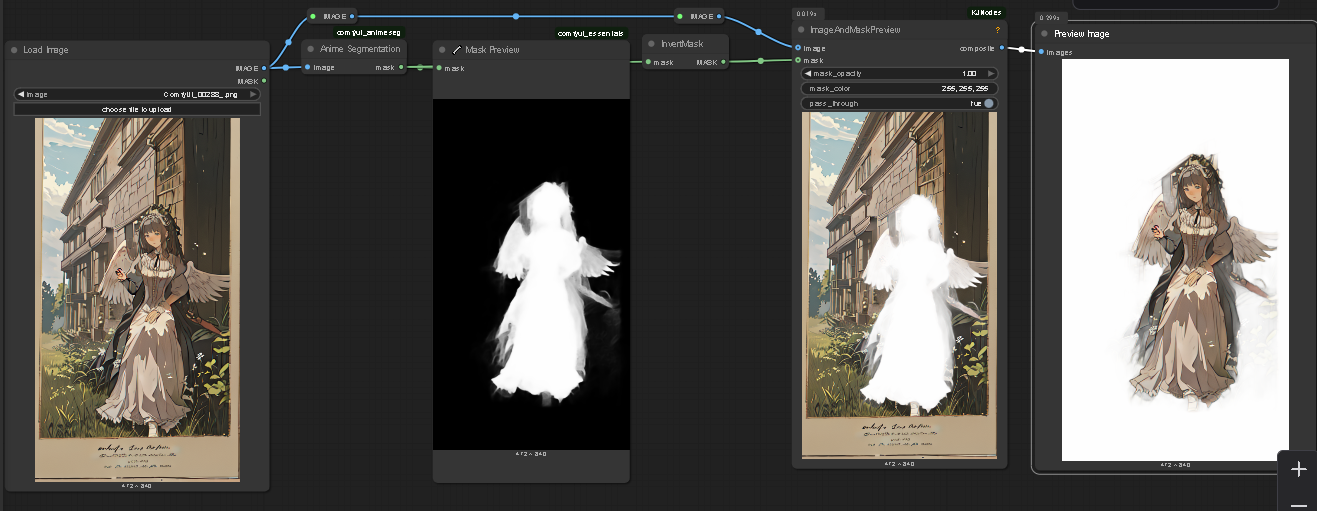 IMAGE
IMAGE
0.019s
KJNodes
0.299s
comfyui_animeseg
comfyui_essentials
Load Image
IMAGE
MASK
image
ComfyUI_00288_.png
choose file to upload
Anime Segmentation
image
mask
Mask Preview
mask
472 × 840
InvertMask
mask
MASK
ImageAndMaskPreview
?
image
composite
mask
mask_opacity
1.00
mask_color
255, 255, 255
pass_through
true
472 × 840
Preview Image
images
472 × 840
472 × 840